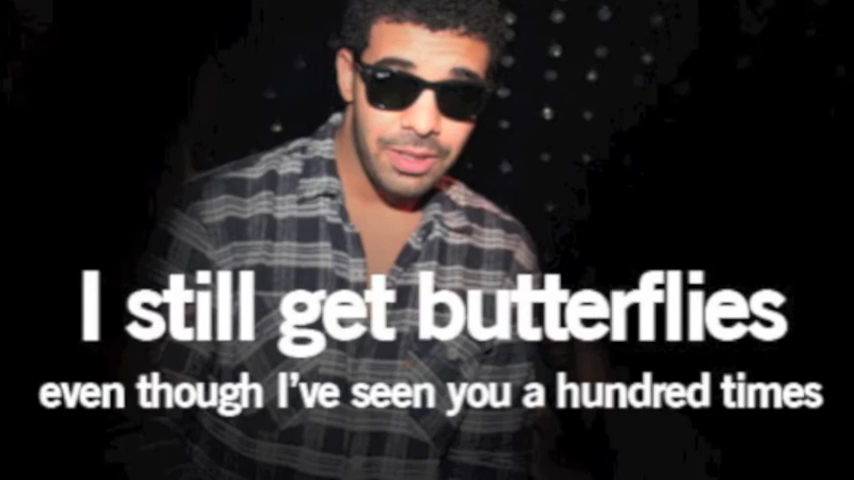 I still get butterflies
even though I've seen you a hundred times